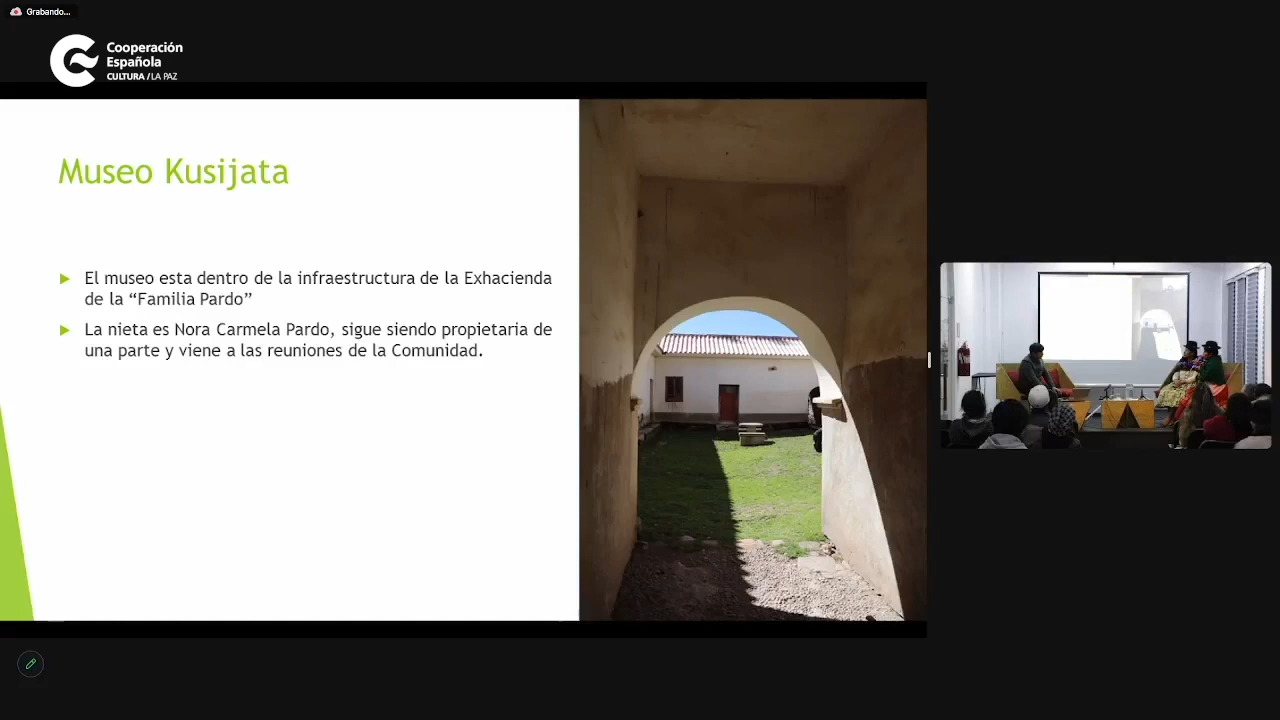 Grabando...
Cooperación
Española
CULTURA / LA PAZ
Museo Kusijata
El museo esta dentro de la infraestructura de la Exhacienda
de la “Familia Pardo”
La nieta es Nora Carmela Pardo, sigue siendo propietaria de
una parte y viene a las reuniones de la Comunidad.